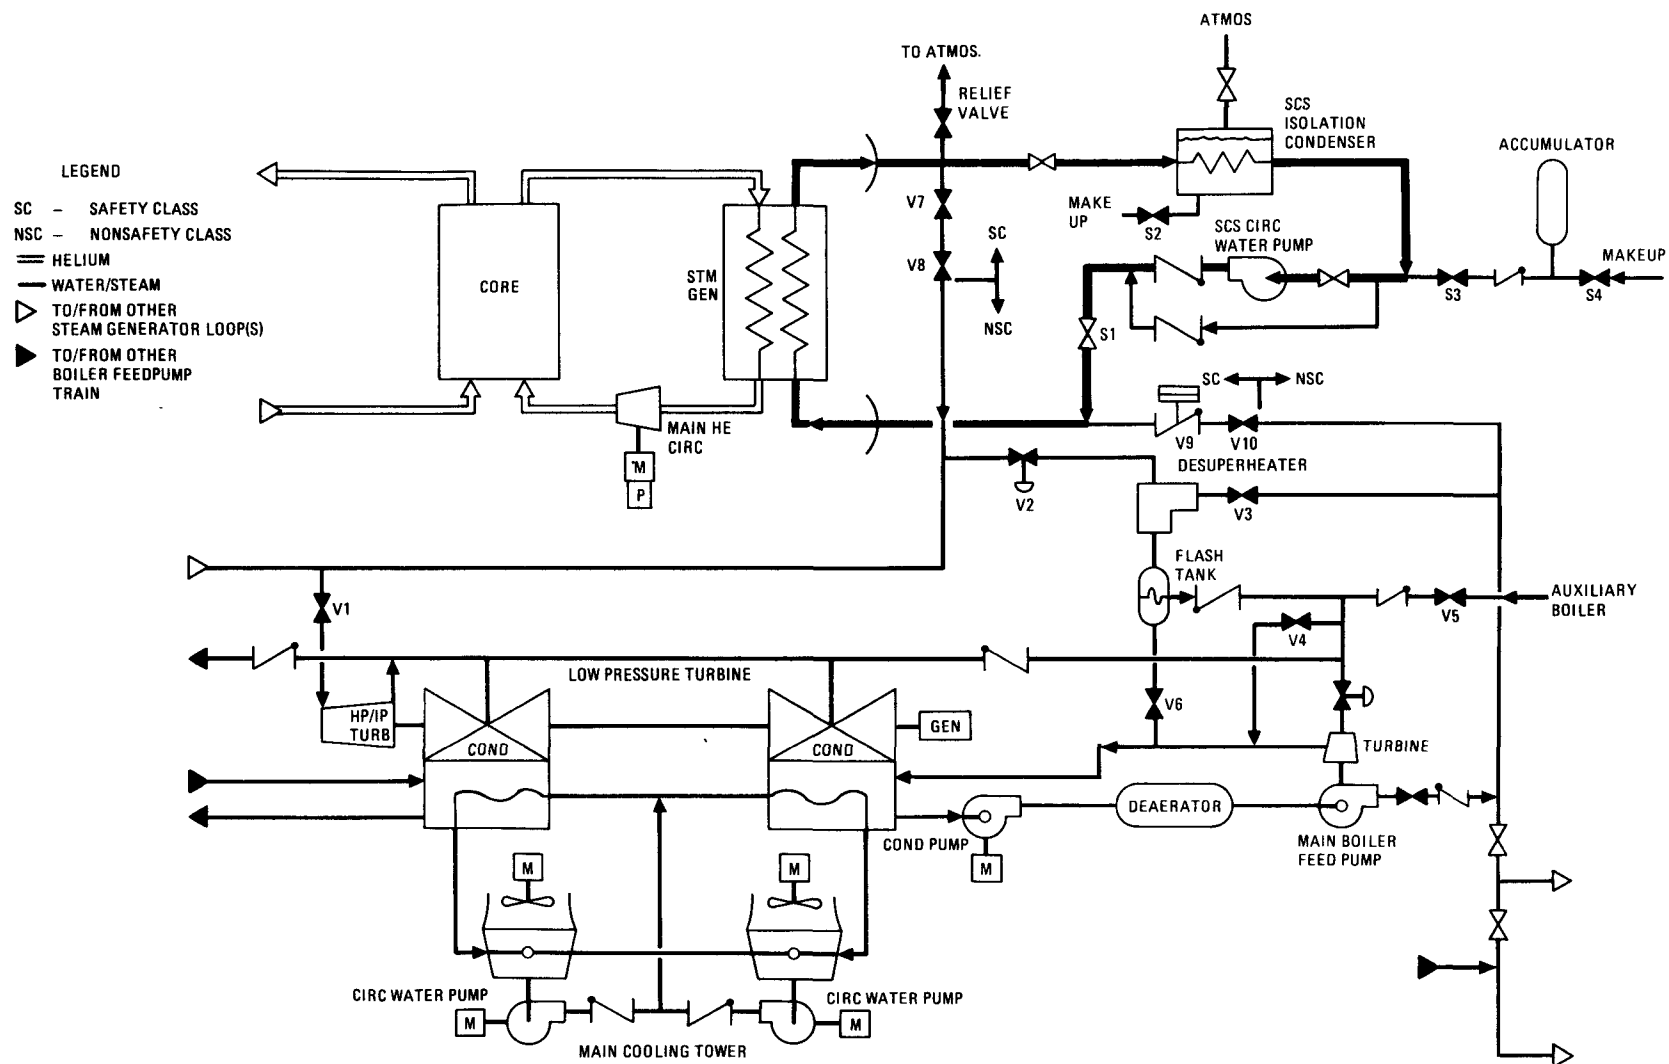 ATMOS
TO ATMOS.
RELIEF
VALVE
SCS
ISOLATION
CONDENSER
ACCUMULATOR
LEGEND
SC – SAFETY CLASS
NSC – NONSAFETY CLASS
HELIUM
WATER/STEAM
TO/FROM OTHER
STEAM GENERATOR LOOP(S)
TO/FROM OTHER
BOILER FEEDPUMP
TRAIN
CORE
STM
GEN
MAIN HE
CIRC
M
P
V7
V8
SC
NSC
MAKE
UP
S2
SCS CIRC
WATER PUMP
S1
S3
S4
MAKEUP
SC
NSC
V9
V10
DESUPERHEATER
V2
V3
FLASH
TANK
AUXILIARY
BOILER
V5
V4
V1
LOW PRESSURE TURBINE
HP/IP
TURB
COND
COND
GEN
V6
TURBINE
DEAERATOR
COND PUMP
M
MAIN BOILER
FEED PUMP
M
M
CIRC WATER PUMP
M
CIRC WATER PUMP
M
MAIN COOLING TOWER